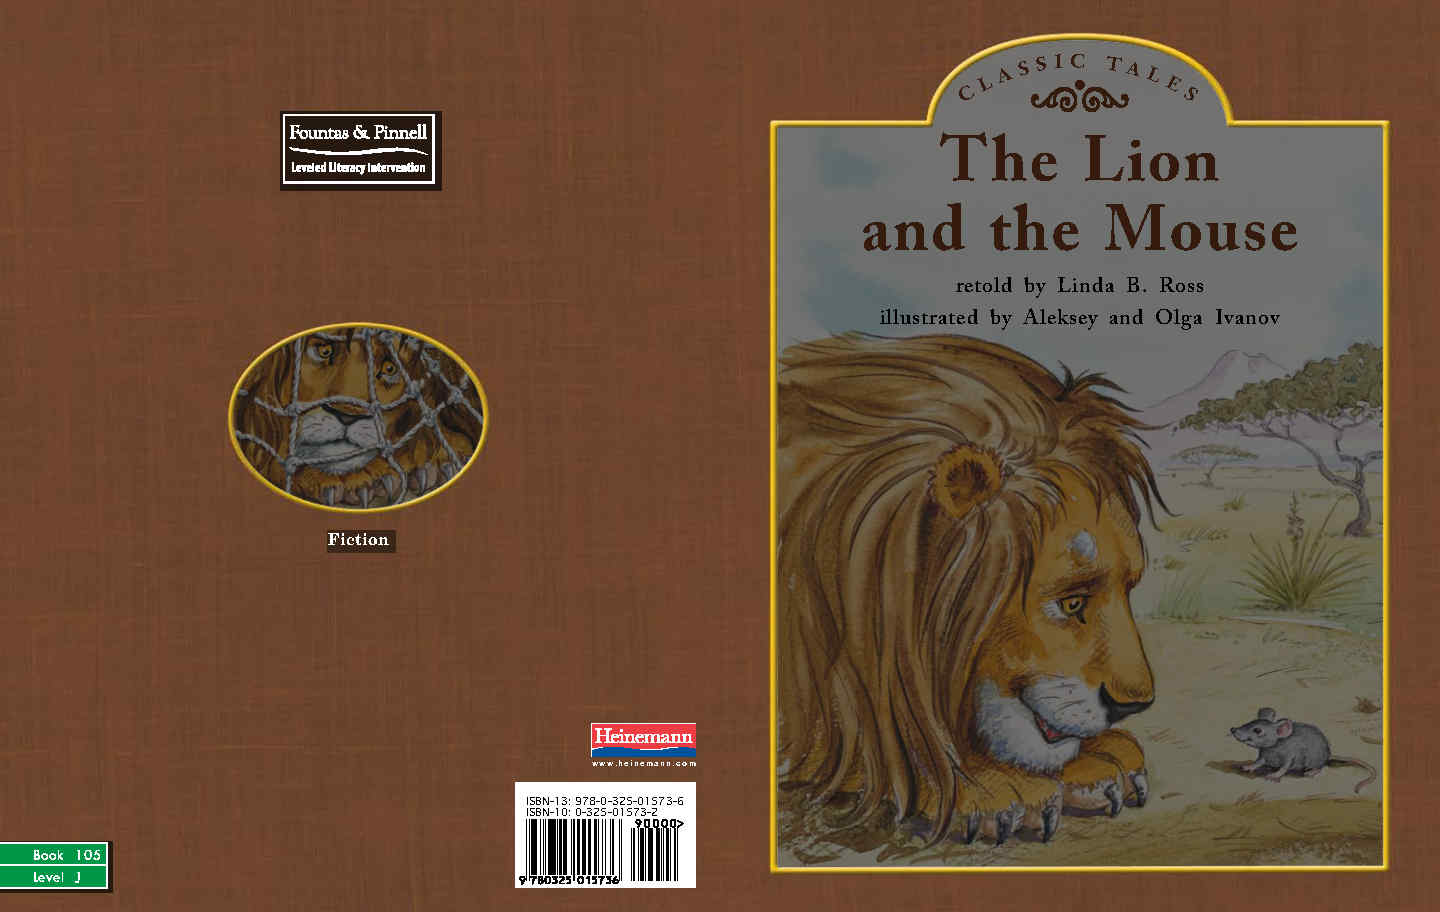 Fountas & Pinnell
Leveled Literacy Intervention
Fiction
Heinemann
www.heinemann.com
ISBN-13: 978-0-325-01573-6
ISBN-10: 0-325-01573-2
90000>
9 780325 015736
Book 105
Level J
CLASSIC TALES
The Lion
and the Mouse
retold by Linda B. Ross
illustrated by Aleksey and Olga Ivanov